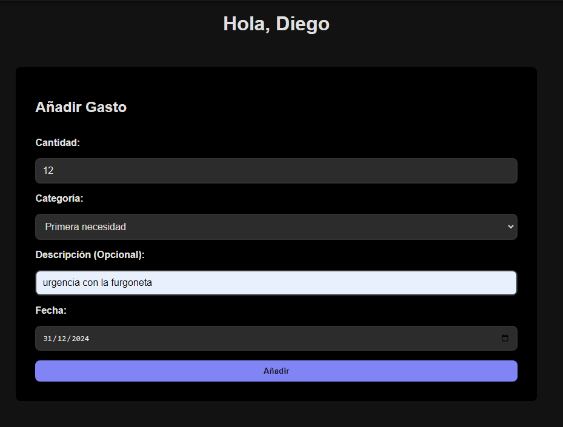 Hola, Diego
Añadir Gasto
Cantidad:
12
Categoría:
Primera necesidad
Descripción (Opcional):
urgencia con la furgoneta
Fecha:
31/12/2024
Añadir